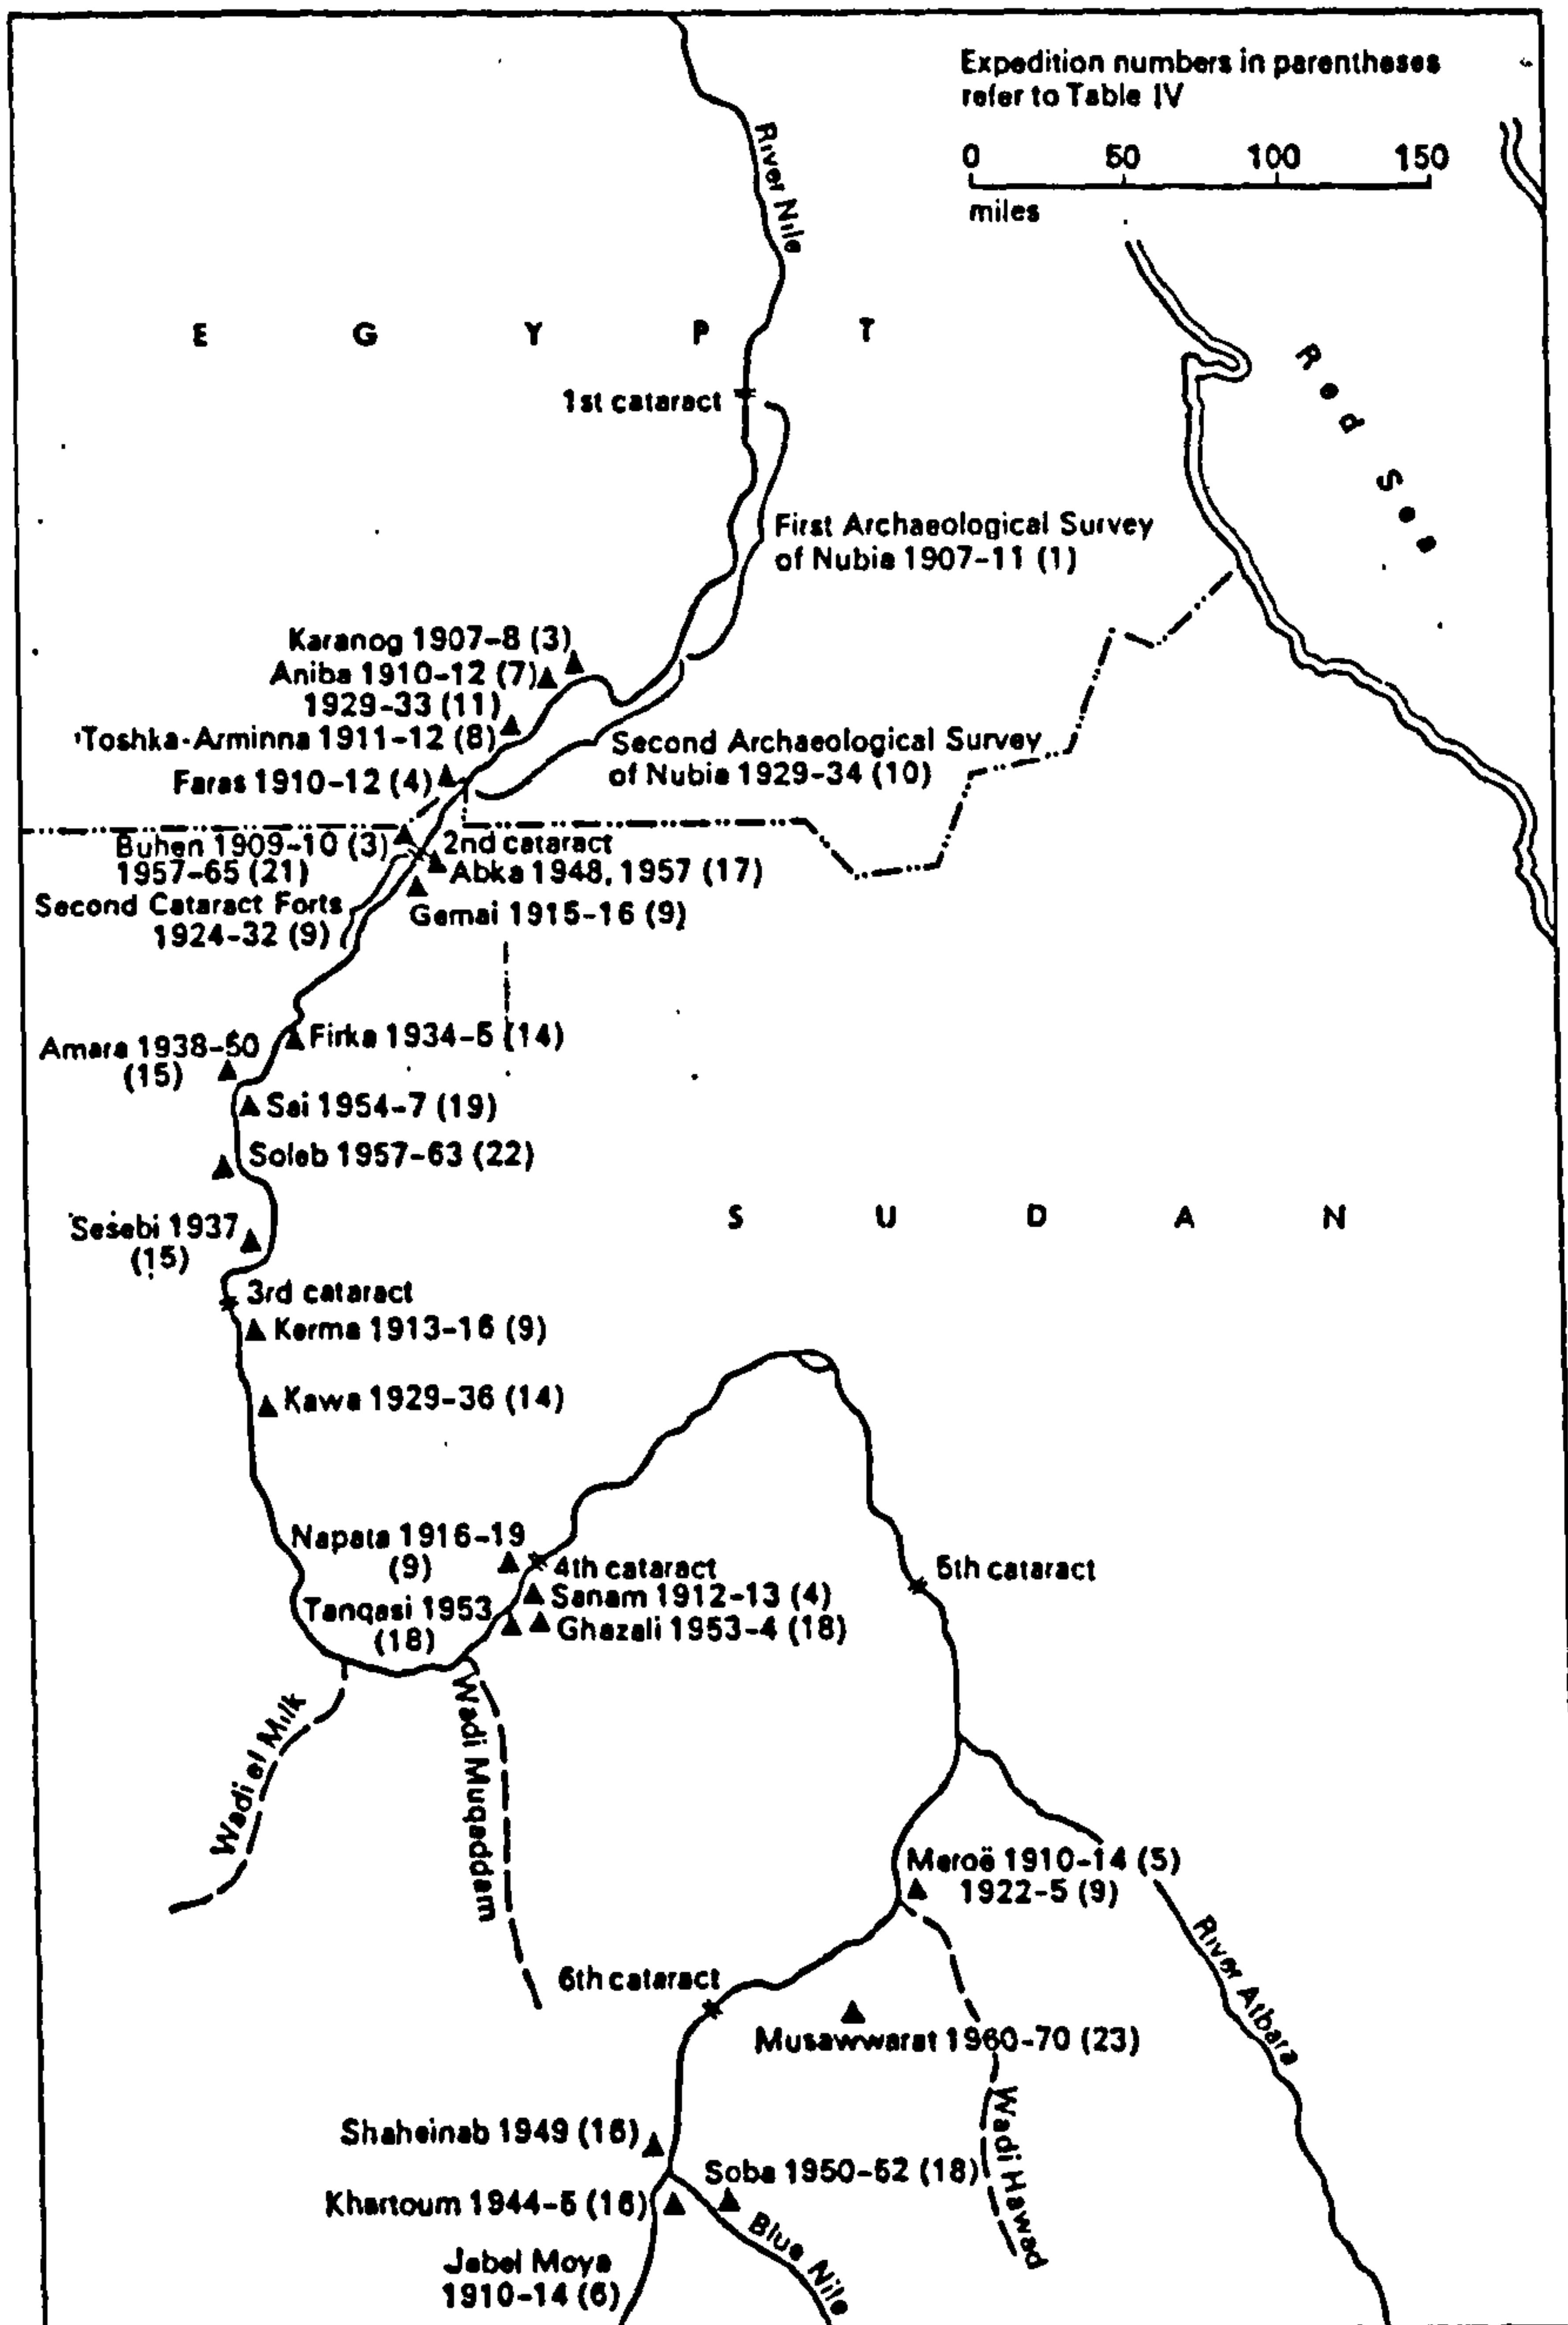 Expedition numbers in parentheses
refer to Table IV
0 50 100 150
miles
River Nile
E G Y P T
Red Sea
1st cataract
First Archaeological Survey
of Nubia 1907-11 (1)
Karanog 1907-8 (3)
Aniba 1910-12 (7)
1929-33 (11)
Toshka-Arminna 1911-12 (8)
Second Archaeological Survey
of Nubia 1929-34 (10)
Faras 1910-12 (4)
Buhen 1909-10 (3)
1957-65 (21)
2nd cataract
Abka 1948, 1957 (17)
Second Cataract Forts
1924-32 (9)
Gemai 1915-16 (9)
Amara 1938-50
(15)
Firka 1934-5 (14)
Sai 1954-7 (19)
Soleb 1957-63 (22)
Sesebi 1937
(15)
S U D A N
3rd cataract
Kerma 1913-16 (9)
Kawa 1929-36 (14)
Napata 1916-19
(9)
4th cataract
5th cataract
Sanam 1912-13 (4)
Tanqasi 1953
(18)
Ghazali 1953-4 (18)
Wadi el Milk
Wadi Muqaddam
Meroë 1910-14 (5)
1922-5 (9)
River Atbara
6th cataract
Musawwarat 1960-70 (23)
Wadi Hawad
Shaheinab 1949 (16)
Soba 1950-52 (18)
Khartoum 1944-5 (16)
Blue Nile
Jebel Moya
1910-14 (6)